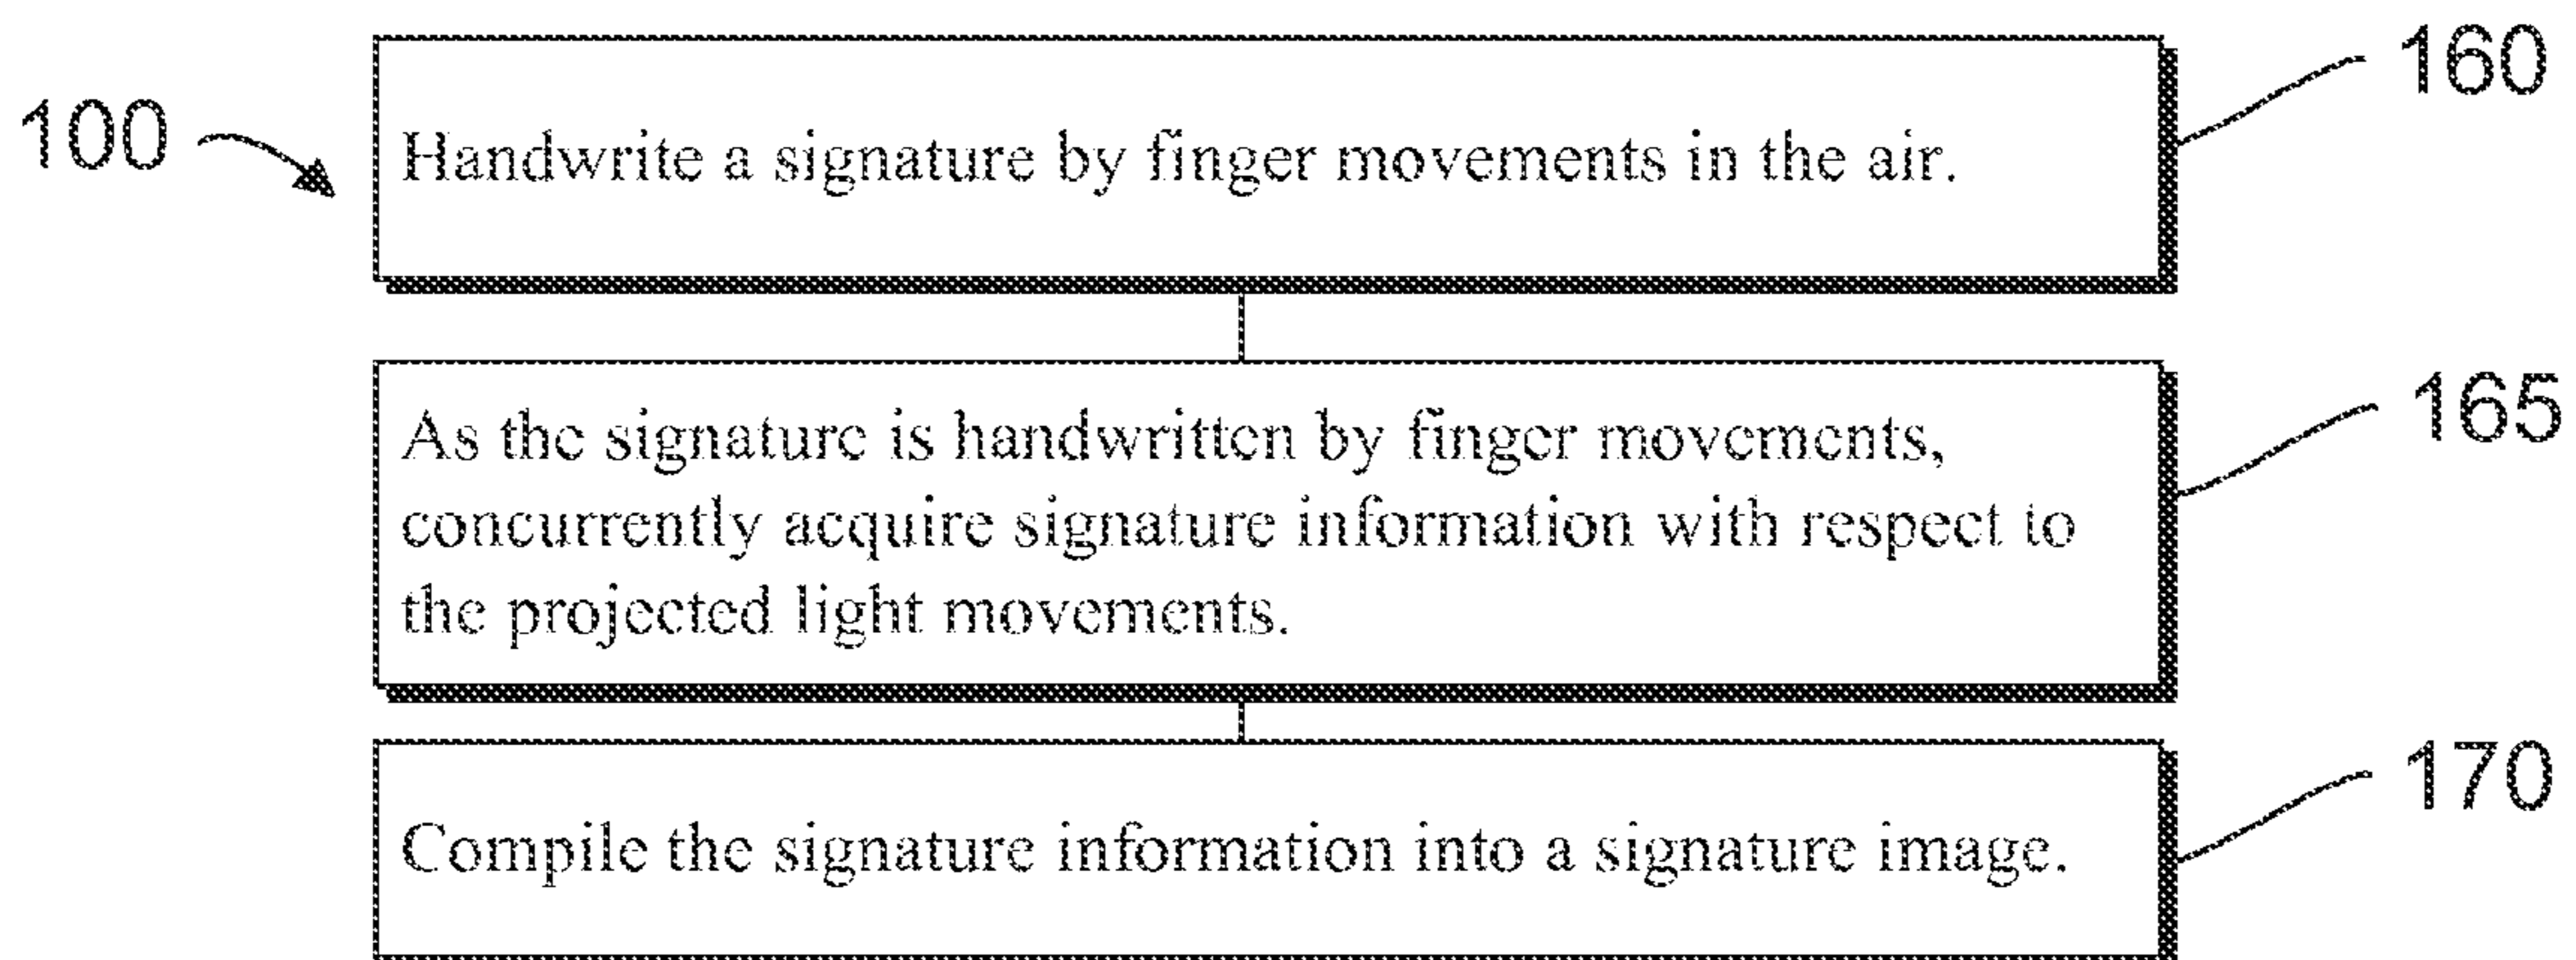 100
160
Handwrite a signature by finger movements in the air.
165
As the signature is handwritten by finger movements,
concurrently acquire signature information with respect to
the projected light movements.
170
Compile the signature information into a signature image.